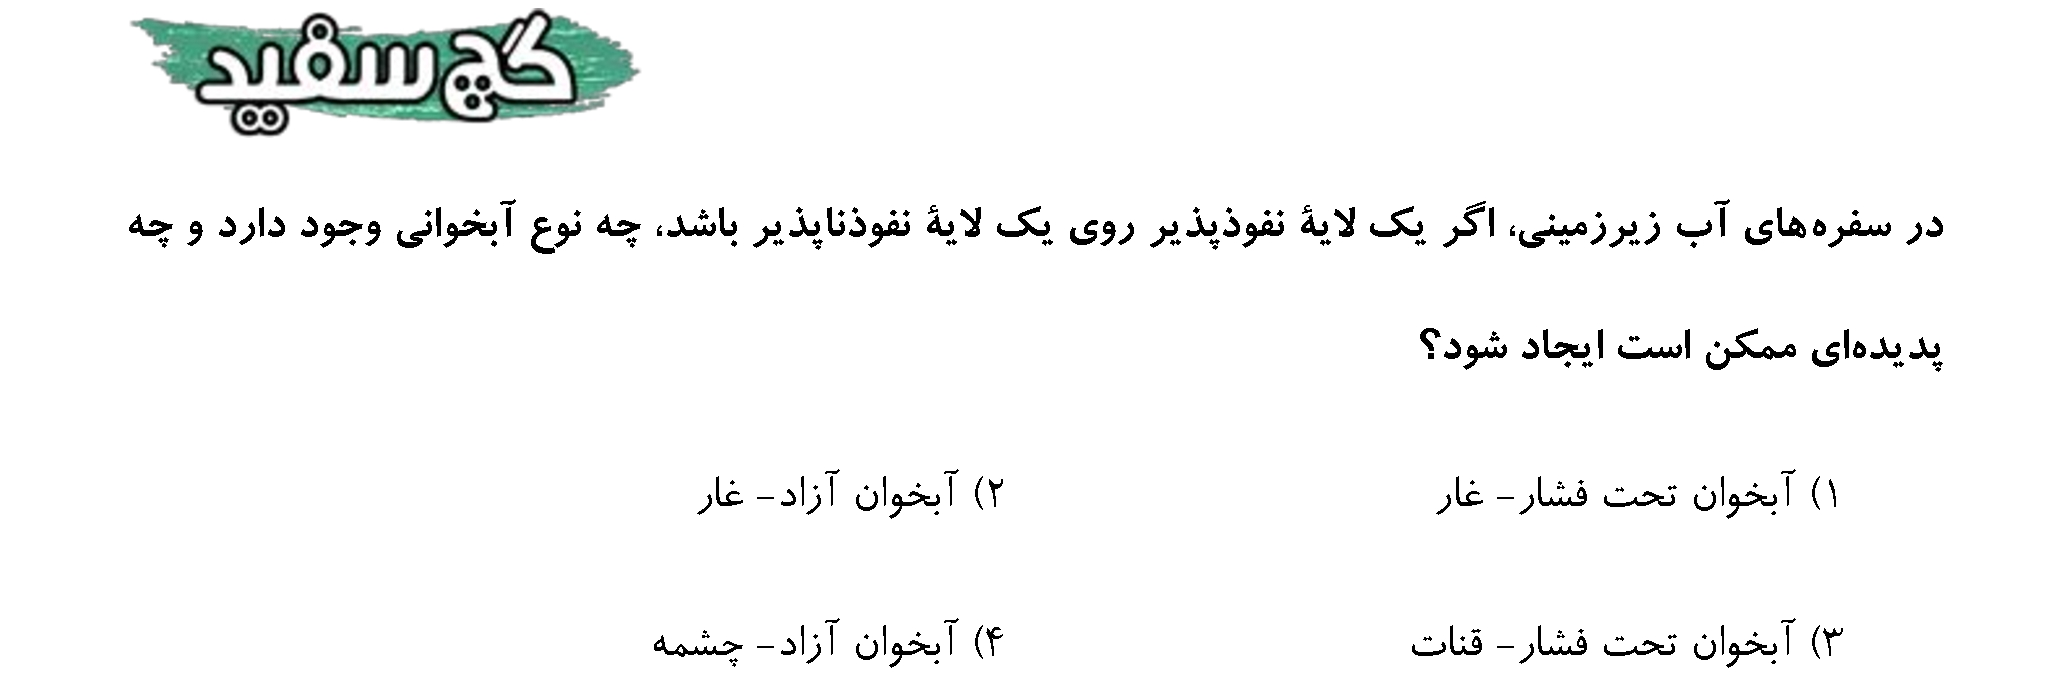 گچ سفید
در سفره‌های آب زیرزمینی، اگر یک لایهٔ نفوذپذیر روی یک لایهٔ نفوذناپذیر باشد، چه نوع آبخوانی وجود دارد و چه
پدیده‌ای ممکن است ایجاد شود؟
۱) آبخوان تحت فشار- غار
۲) آبخوان آزاد- غار
۳) آبخوان تحت فشار- قنات
۴) آبخوان آزاد- چشمه